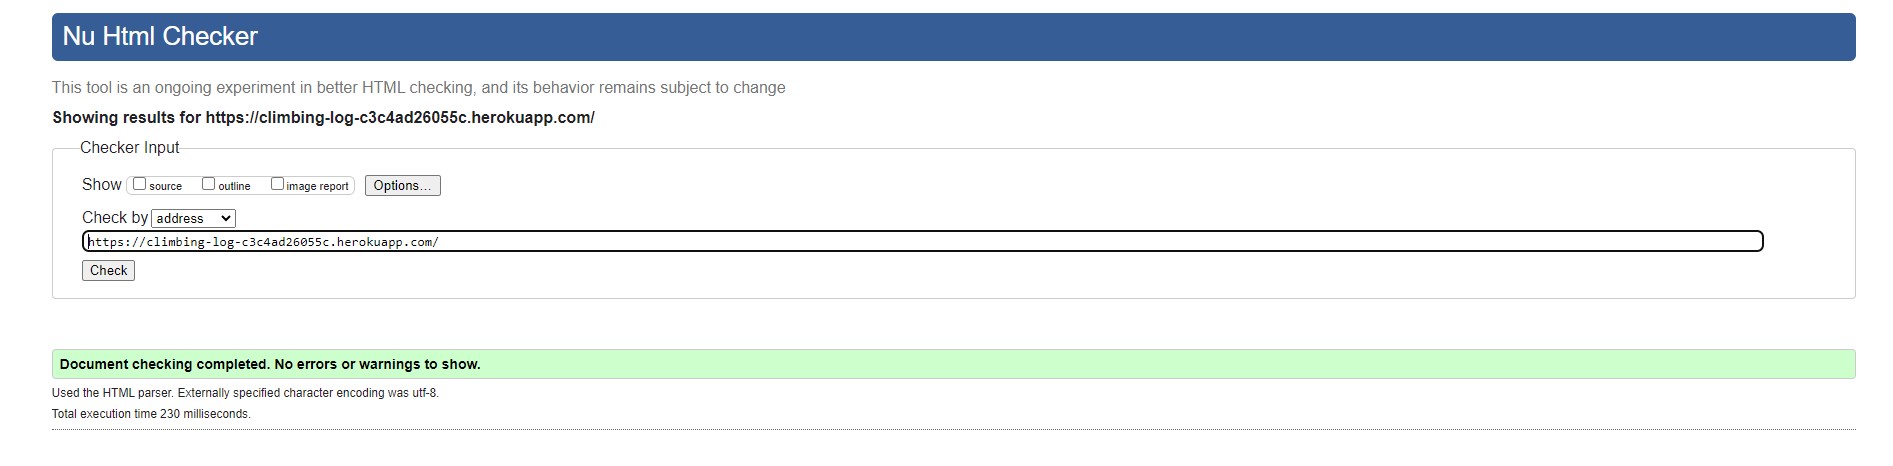 Nu Html Checker
This tool is an ongoing experiment in better HTML checking, and its behavior remains subject to change
Showing results for https://climbing-log-c3c4ad26055c.herokuapp.com/
Checker Input
Show source outline image report Options...
Check by address
https://climbing-log-c3c4ad26055c.herokuapp.com/
Check
Document checking completed. No errors or warnings to show.
Used the HTML parser. Externally specified character encoding was utf-8.
Total execution time 230 milliseconds.